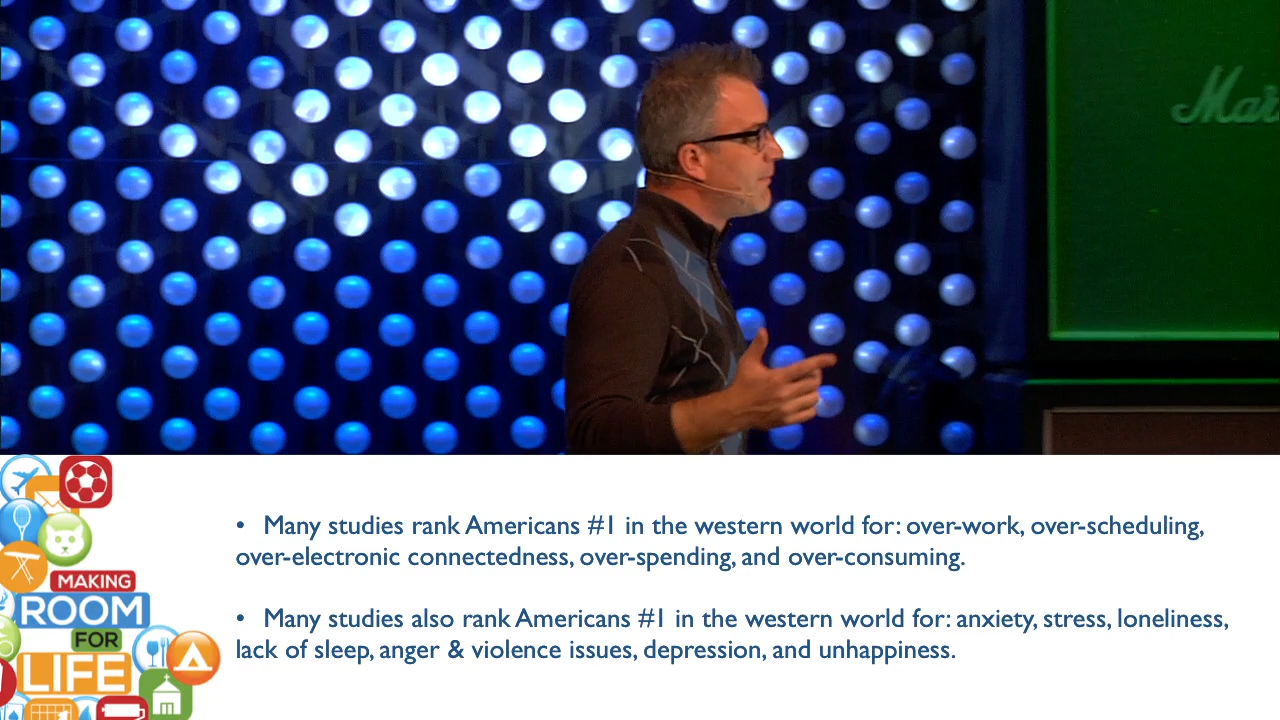 • Many studies rank Americans #1 in the western world for: over-work, over-scheduling,
over-electronic connectedness, over-spending, and over-consuming.
• Many studies also rank Americans #1 in the western world for: anxiety, stress, loneliness,
lack of sleep, anger & violence issues, depression, and unhappiness.
MAKING
ROOM
FOR
LIFE